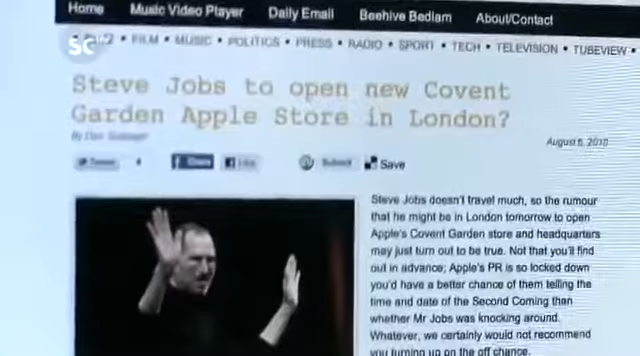 Home Music Video Player Daily Email Beehive Bedlam About/Contact
SC
• FILM • MUSIC • POLITICS • PRESS • RADIO • SPORT • TECH • TELEVISION • TUBEVIEW •
Steve Jobs to open new Covent
Garden Apple Store in London?
August 6, 2010
Share Like Submit Save
Steve Jobs doesn't travel much, so the rumour
that he might be in London tomorrow to open
Apple's Covent Garden store and headquarters
may just turn out to be true. Not that you'll find
out in advance; Apple's PR is so locked down
you'd have a better chance of them telling the
time and date of the Second Coming than
whether Mr Jobs was knocking around.
Whatever, we certainly would not recommend
you turning up on the off chance.